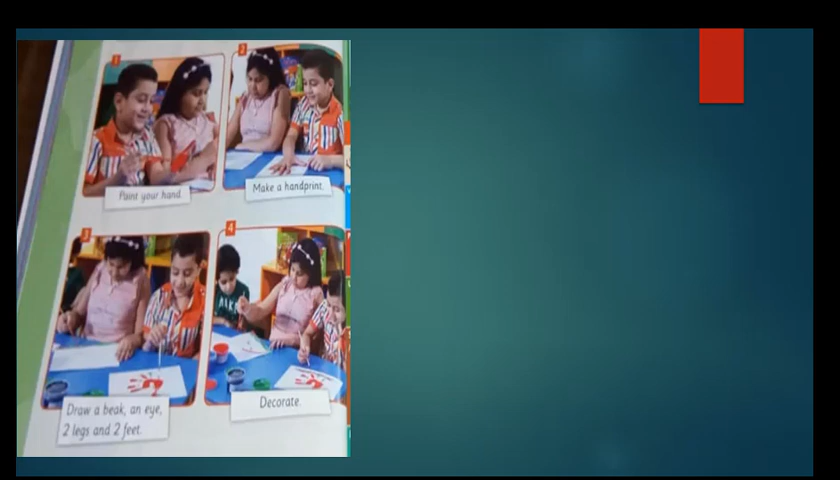 1
Paint your hand.
2
Make a handprint.
3
Draw a beak, an eye,
2 legs and 2 feet.
4
Decorate.